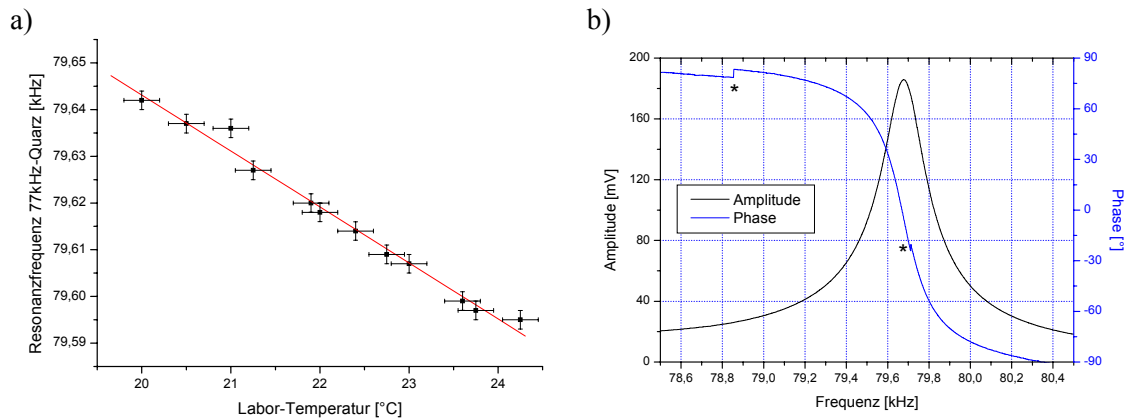 a)
79,65
79,64
79,63
79,62
79,61
79,60
79,59
Resonanzfrequenz 77kHz-Quarz [kHz]
20 21 22 23 24
Labor-Temperatur [°C]
b)
200
160
120
80
40
0
Amplitude [mV]
*
*
Amplitude
Phase
90
60
30
0
-30
-60
-90
Phase [°]
78,6 78,8 79,0 79,2 79,4 79,6 79,8 80,0 80,2 80,4
Frequenz [kHz]